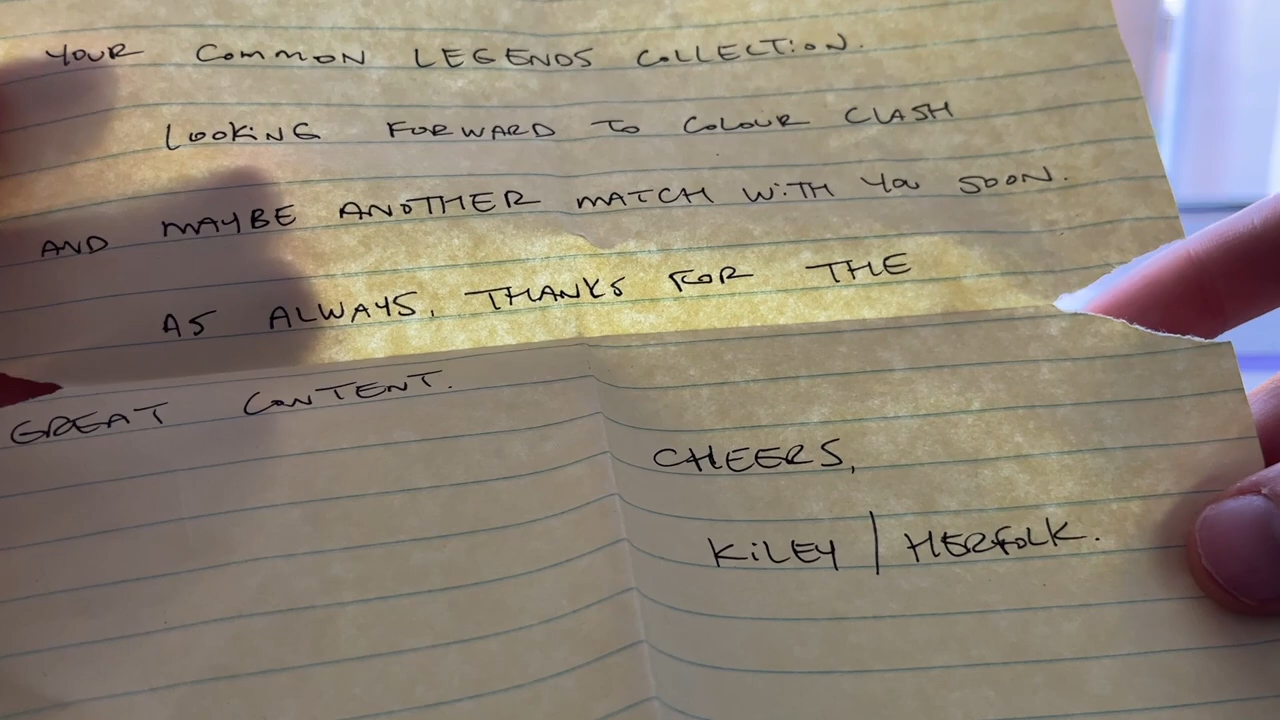 YOUR COMMON LEGENDS COLLECTION.
LOOKING FORWARD TO COLOUR CLASH
AND MAYBE ANOTHER MATCH WITH YOU SOON.
AS ALWAYS, THANKS FOR THE
GREAT CONTENT.
CHEERS,
KILEY | HERFOLK.